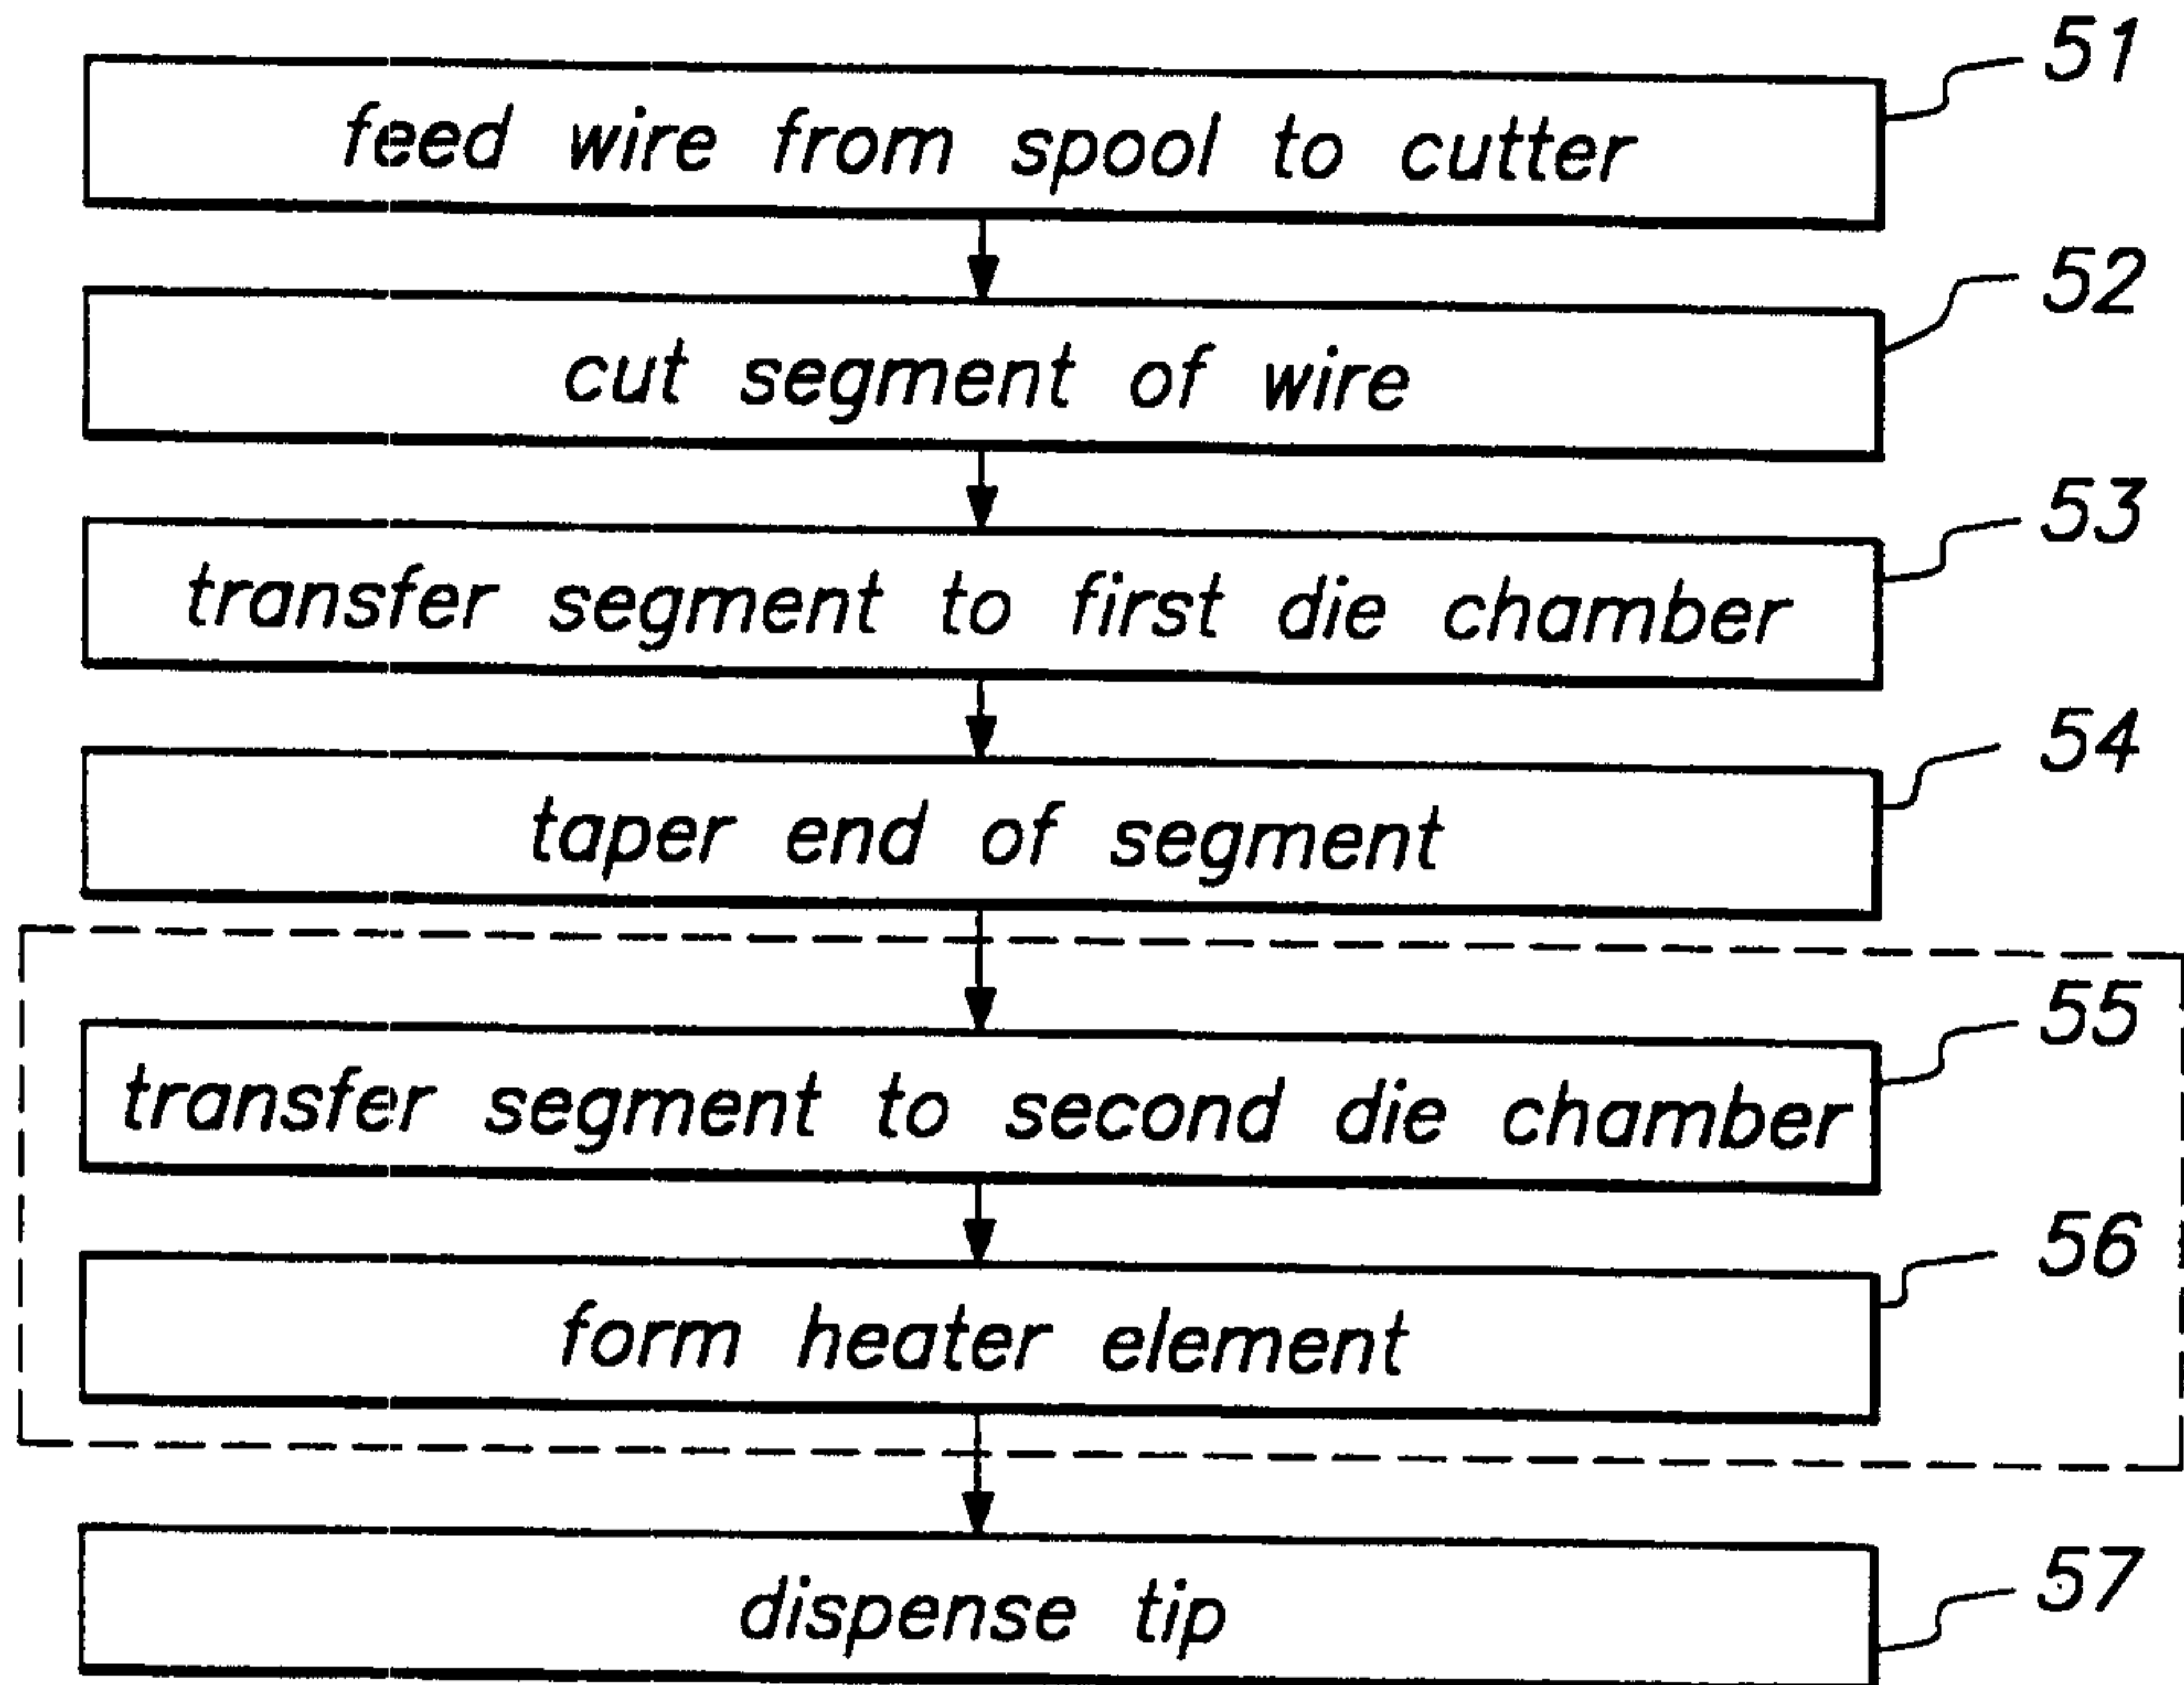 51
feed wire from spool to cutter
52
cut segment of wire
53
transfer segment to first die chamber
54
taper end of segment
55
transfer segment to second die chamber
56
form heater element
57
dispense tip